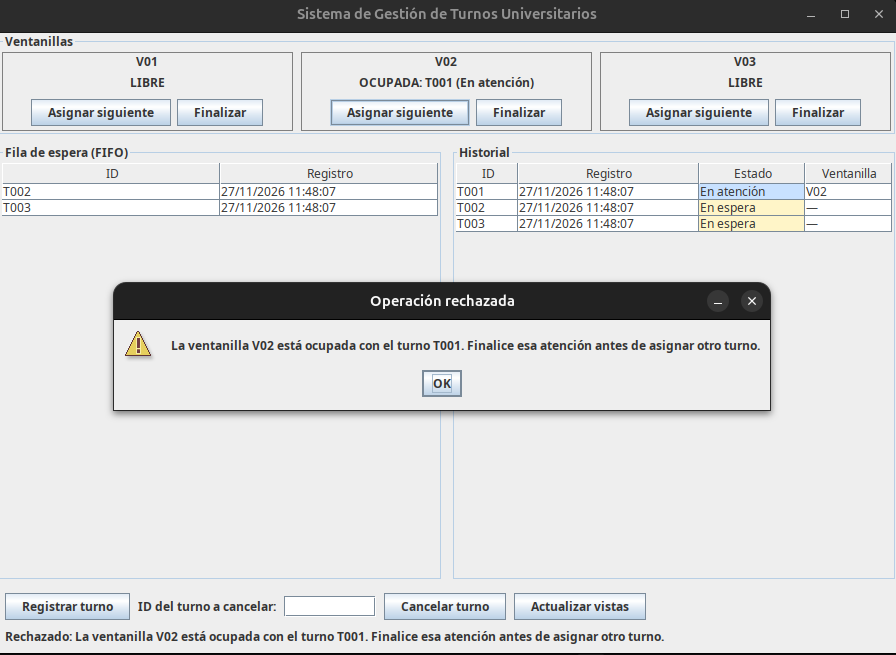 Sistema de Gestión de Turnos Universitarios
Ventanillas
V01
LIBRE
Asignar siguiente Finalizar
V02
OCUPADA: T001 (En atención)
Asignar siguiente Finalizar
V03
LIBRE
Asignar siguiente Finalizar
Fila de espera (FIFO)
ID Registro
T002 27/11/2026 11:48:07
T003 27/11/2026 11:48:07
Historial
ID Registro Estado Ventanilla
T001 27/11/2026 11:48:07 En atención V02
T002 27/11/2026 11:48:07 En espera —
T003 27/11/2026 11:48:07 En espera —
Operación rechazada
La ventanilla V02 está ocupada con el turno T001. Finalice esa atención antes de asignar otro turno.
OK
Registrar turno ID del turno a cancelar: Cancelar turno Actualizar vistas
Rechazado: La ventanilla V02 está ocupada con el turno T001. Finalice esa atención antes de asignar otro turno.